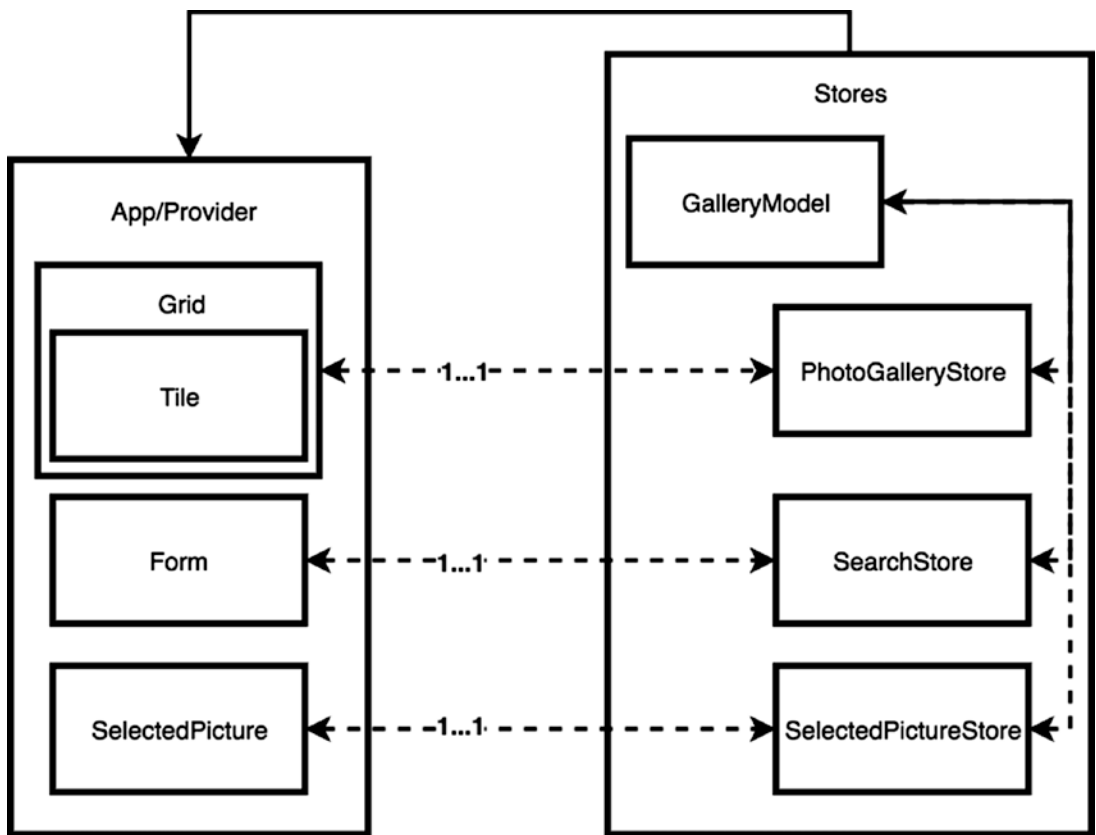 Stores
GalleryModel
App/Provider
Grid
Tile
1...1
PhotoGalleryStore
Form
1...1
SearchStore
SelectedPicture
1...1
SelectedPictureStore